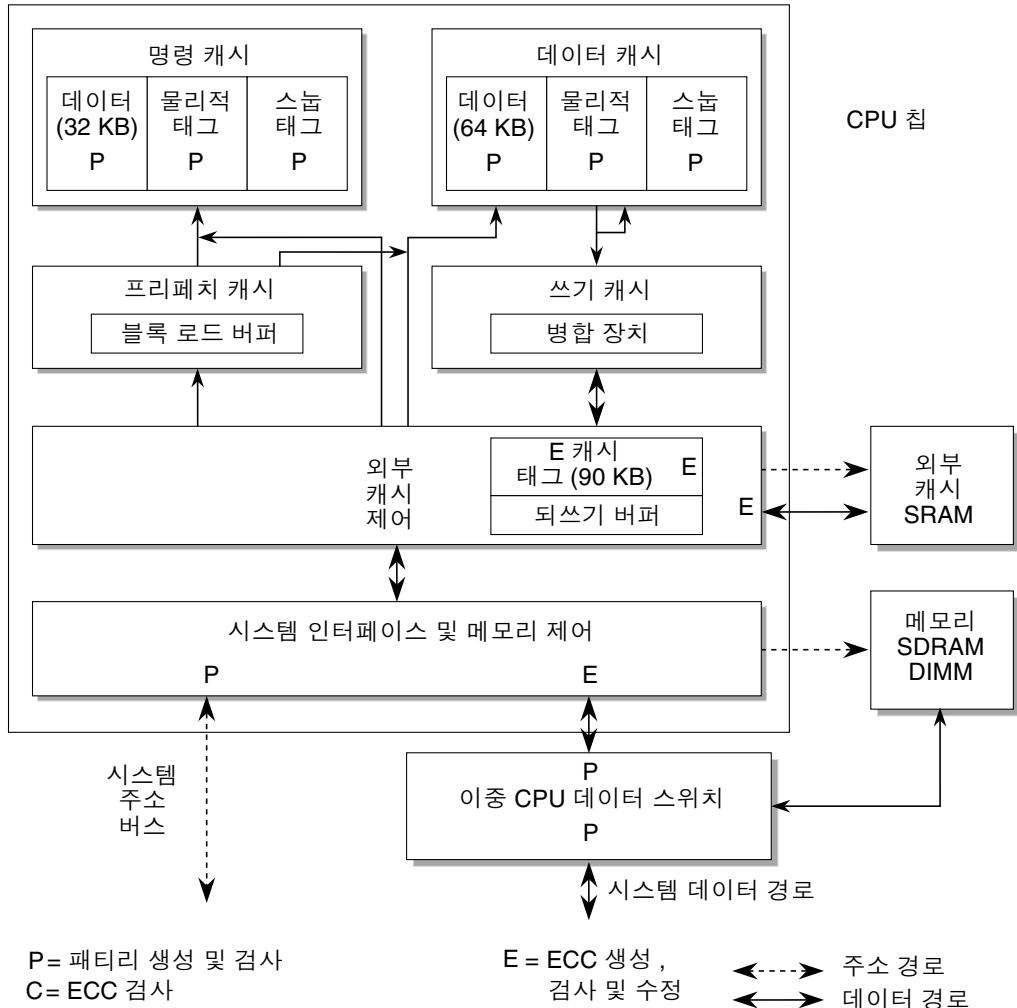 명령 캐시
데이터
(32 KB)
P
물리적
태그
P
스눕
태그
P
데이터 캐시
데이터
(64 KB)
P
물리적
태그
P
스눕
태그
P
CPU 칩
프리페치 캐시
블록 로드 버퍼
쓰기 캐시
병합 장치
외부
캐시
제어
E 캐시
태그 (90 KB)
E
되쓰기 버퍼
E
외부
캐시
SRAM
시스템 인터페이스 및 메모리 제어
P
E
메모리
SDRAM
DIMM
시스템
주소
버스
P
이중 CPU 데이터 스위치
P
시스템 데이터 경로
P= 패티리 생성 및 검사
C= ECC 검사
E = ECC 생성 ,
검사 및 수정
주소 경로
데이터 경로